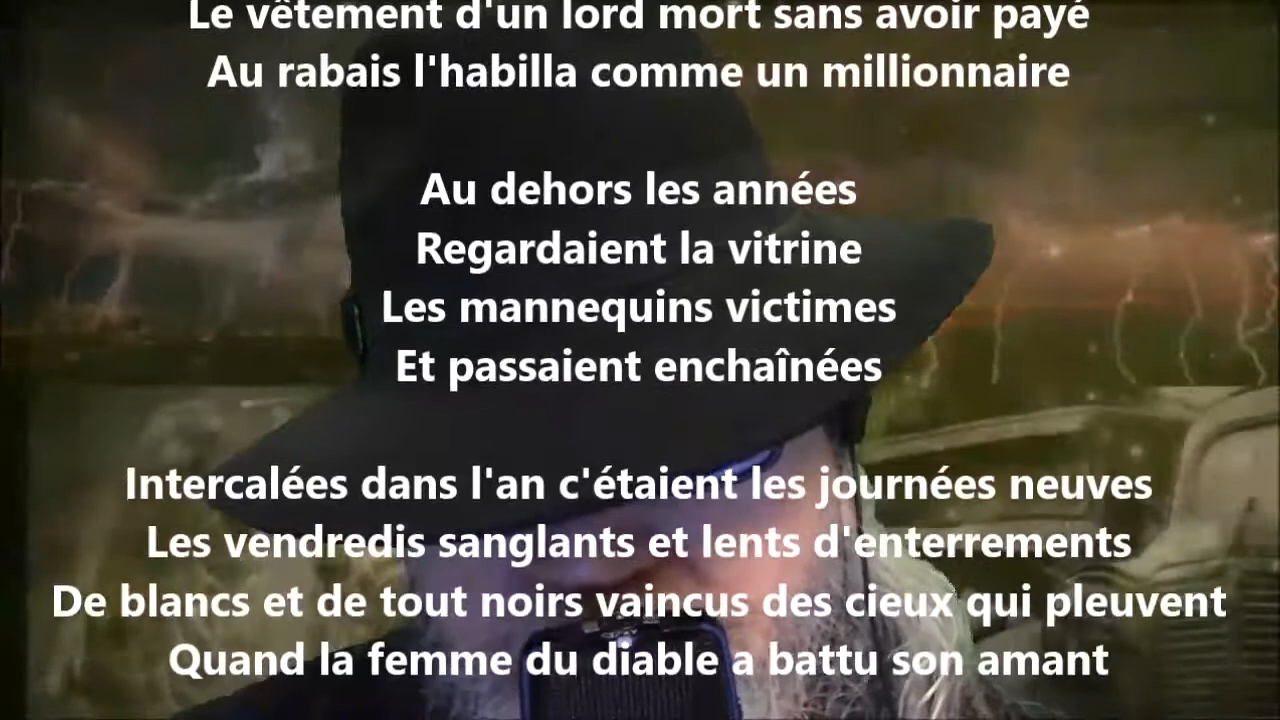 Le vêtement d'un lord mort sans avoir payé
Au rabais l'habilla comme un millionnaire
Au dehors les années
Regardaient la vitrine
Les mannequins victimes
Et passaient enchaînées
Intercalées dans l'an c'étaient les journées neuves
Les vendredis sanglants et lents d'enterrements
De blancs et de tout noirs vaincus des cieux qui pleuvent
Quand la femme du diable a battu son amant